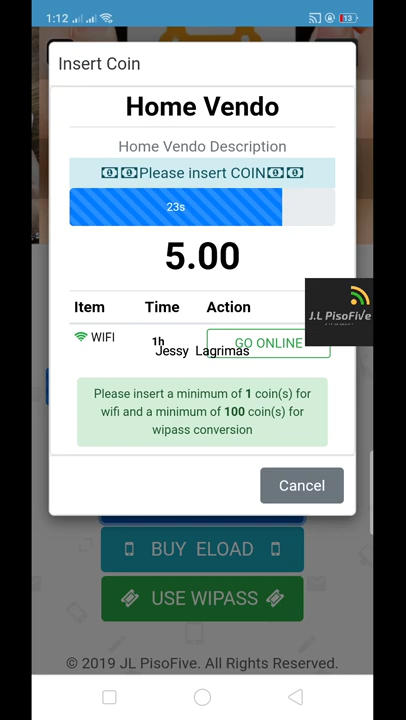 1:12
13
Insert Coin
Home Vendo
Home Vendo Description
Please insert COIN
23s
5.00
Item Time Action
J.L PisoFive
WIFI 1h GO ONLINE
Jessy Lagrimas
Please insert a minimum of 1 coin(s) for
wifi and a minimum of 100 coin(s) for
wipass conversion
Cancel
BUY ELOAD
USE WIPASS
© 2019 JL PisoFive. All Rights Reserved.